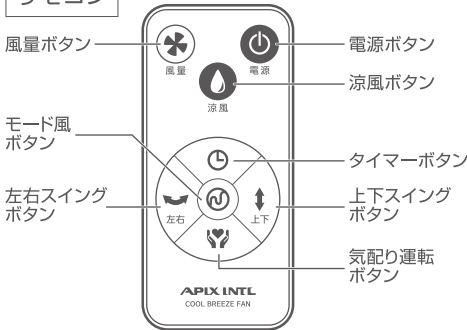 リモコン
風量ボタン
電源ボタン
風量
電源
涼風ボタン
涼風
モード風
ボタン
タイマーボタン
左右スイング
ボタン
上下スイング
ボタン
左右
上下
気配り運転
ボタン
APIX INTL
COOL BREEZE FAN